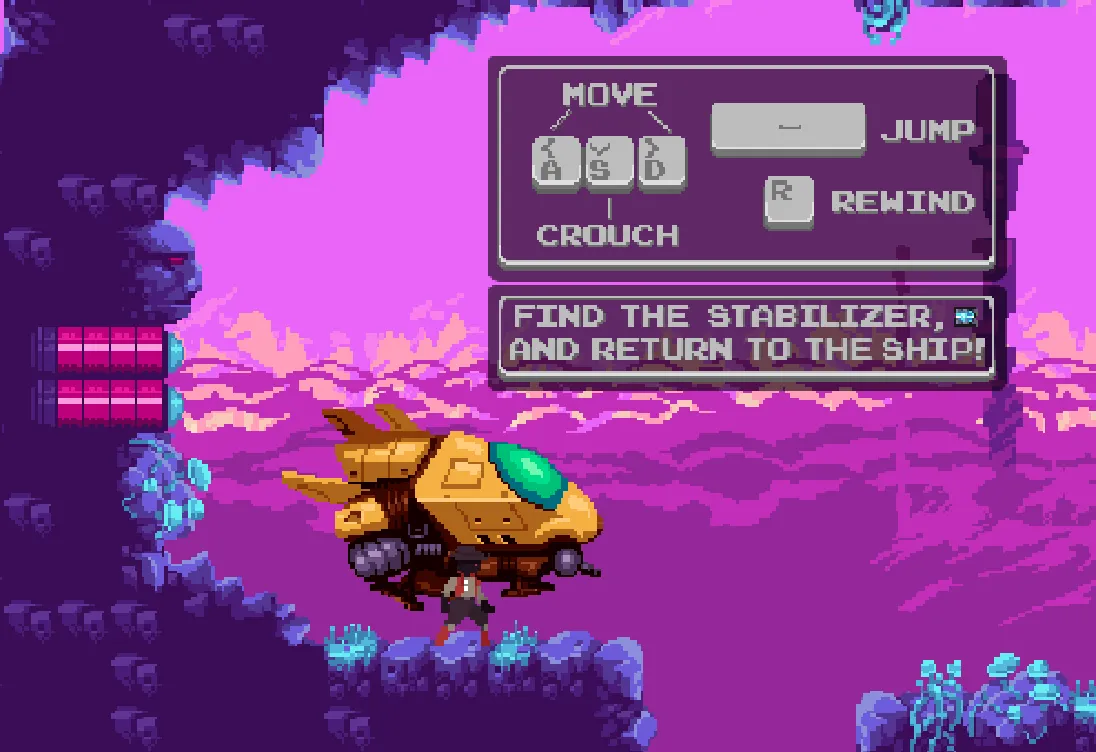 MOVE
< A
v S
> D
CROUCH
JUMP
R
REWIND
FIND THE STABILIZER,
AND RETURN TO THE SHIP!